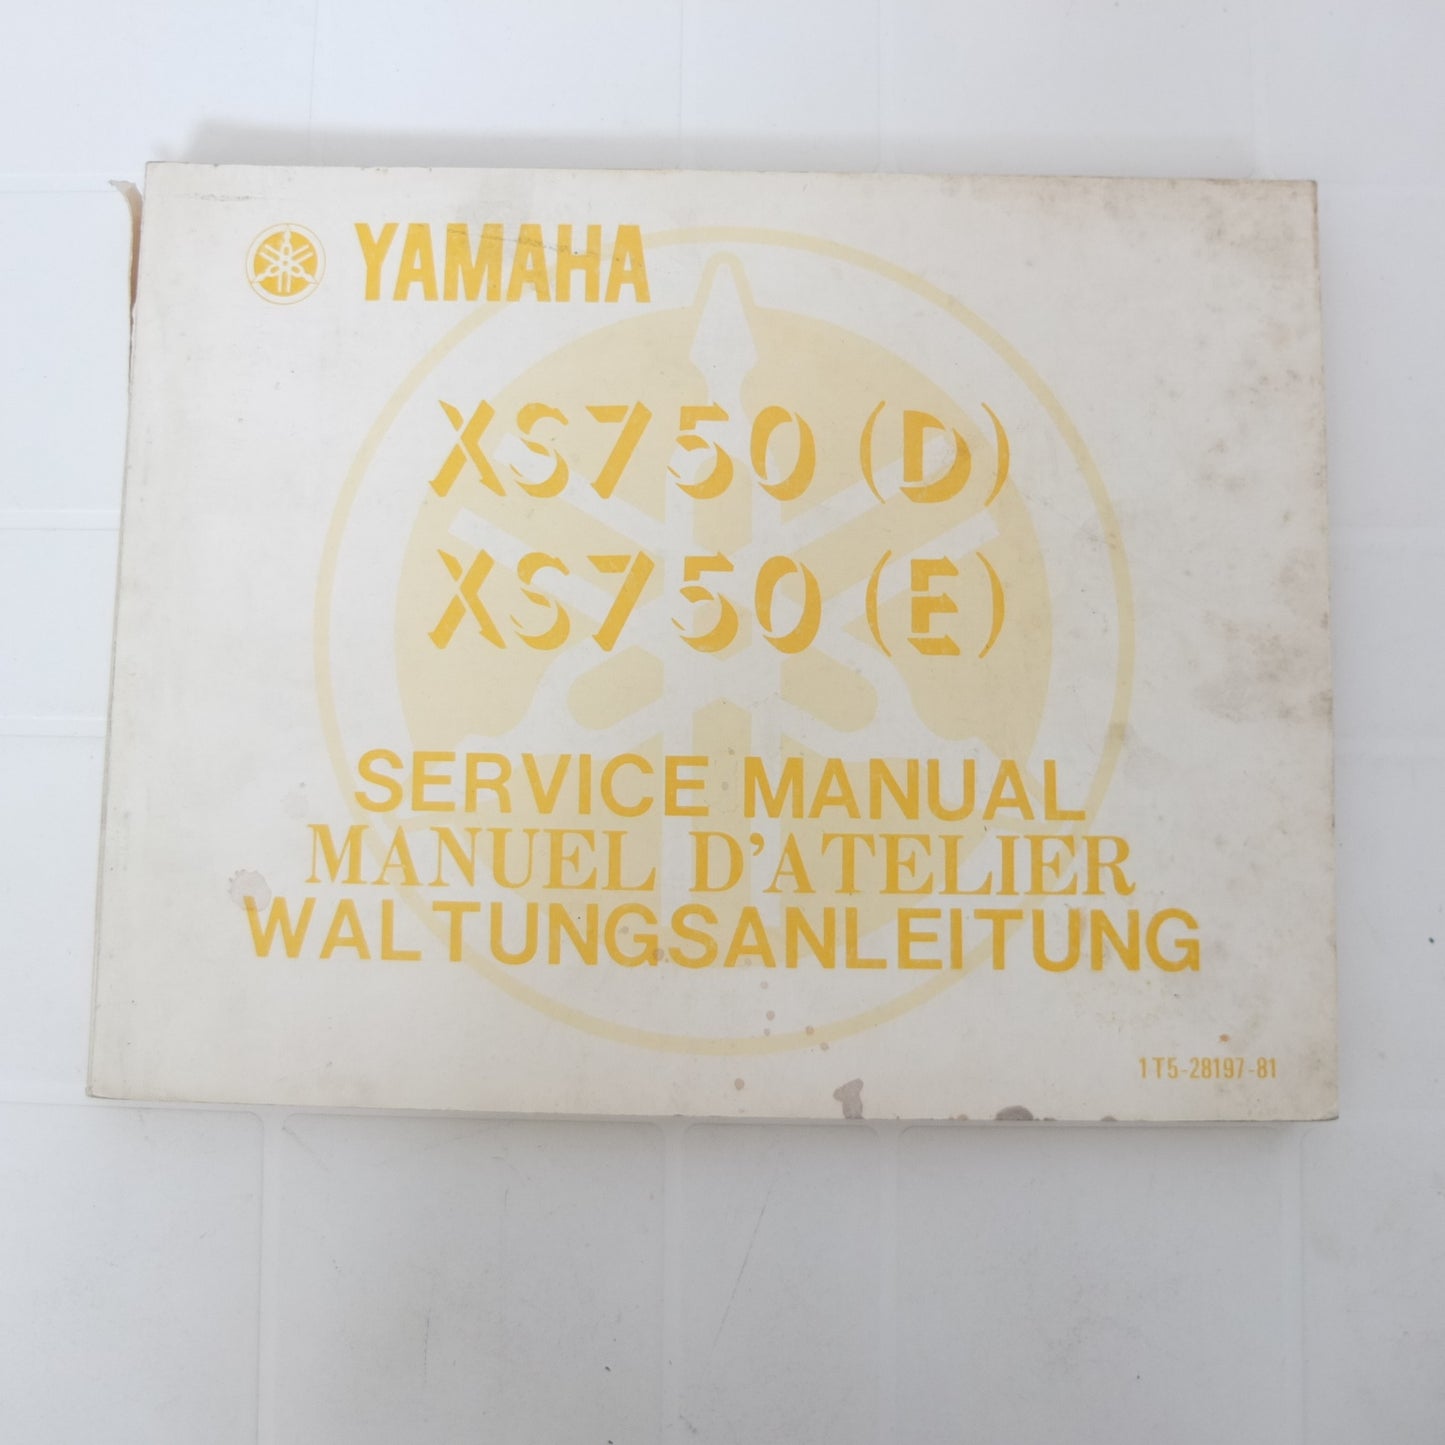 YAMAHA
XS750 (D)
XS750 (E)
SERVICE MANUAL
MANUEL D'ATELIER
WALTUNGSANLEITUNG
1T5-28197-81